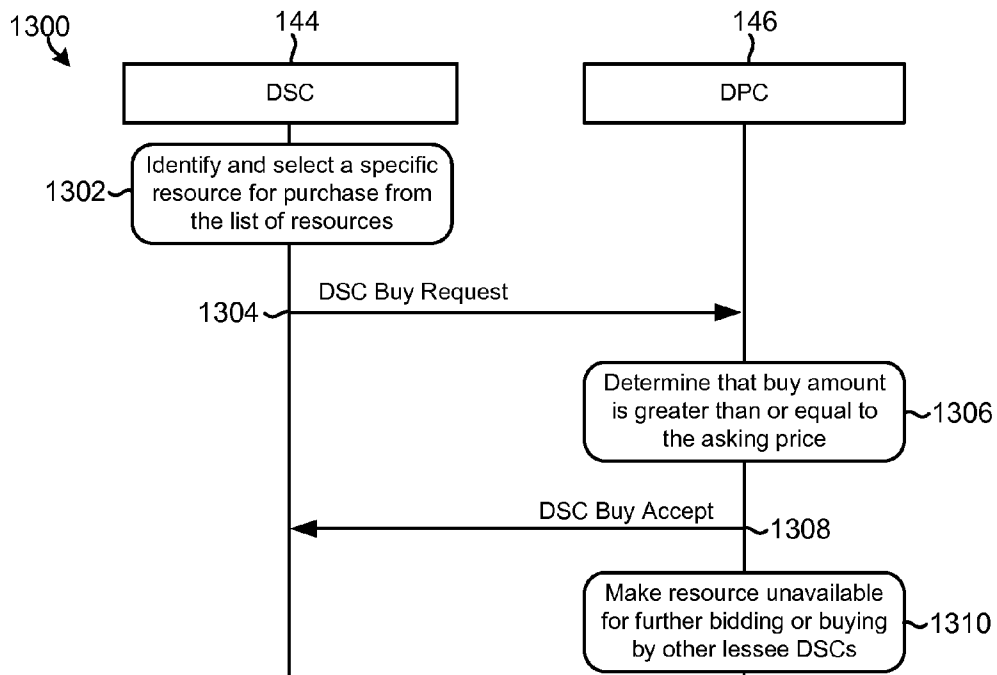 1300
144
146
DSC
DPC
1302
Identify and select a specific
resource for purchase from
the list of resources
DSC Buy Request
1304
Determine that buy amount
is greater than or equal to
the asking price
1306
DSC Buy Accept
1308
Make resource unavailable
for further bidding or buying
by other lessee DSCs
1310